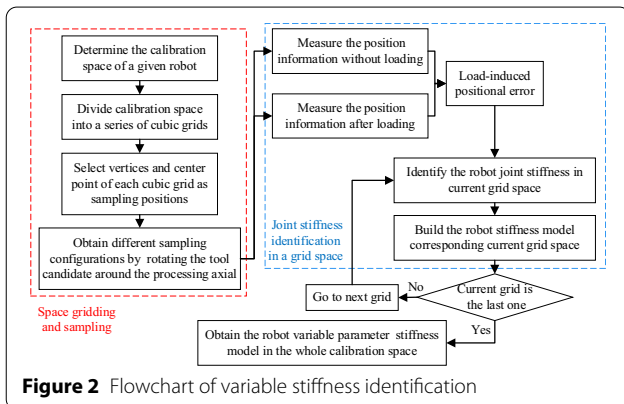 Determine the calibration
space of a given robot
Divide calibration space
into a series of cubic grids
Select vertices and center
point of each cubic grid as
sampling positions
Obtain different sampling
configurations by rotating the tool
candidate around the processing axial
Space gridding
and sampling
Measure the position
information without loading
Measure the position
information after loading
Load-induced
positional error
Identify the robot joint stiffness in
current grid space
Build the robot stiffness model
corresponding current grid space
Joint stiffness
identification
in a grid space
Current grid is
the last one
No
Go to next grid
Yes
Obtain the robot variable parameter stiffness
model in the whole calibration space
Figure 2 Flowchart of variable stiffness identification